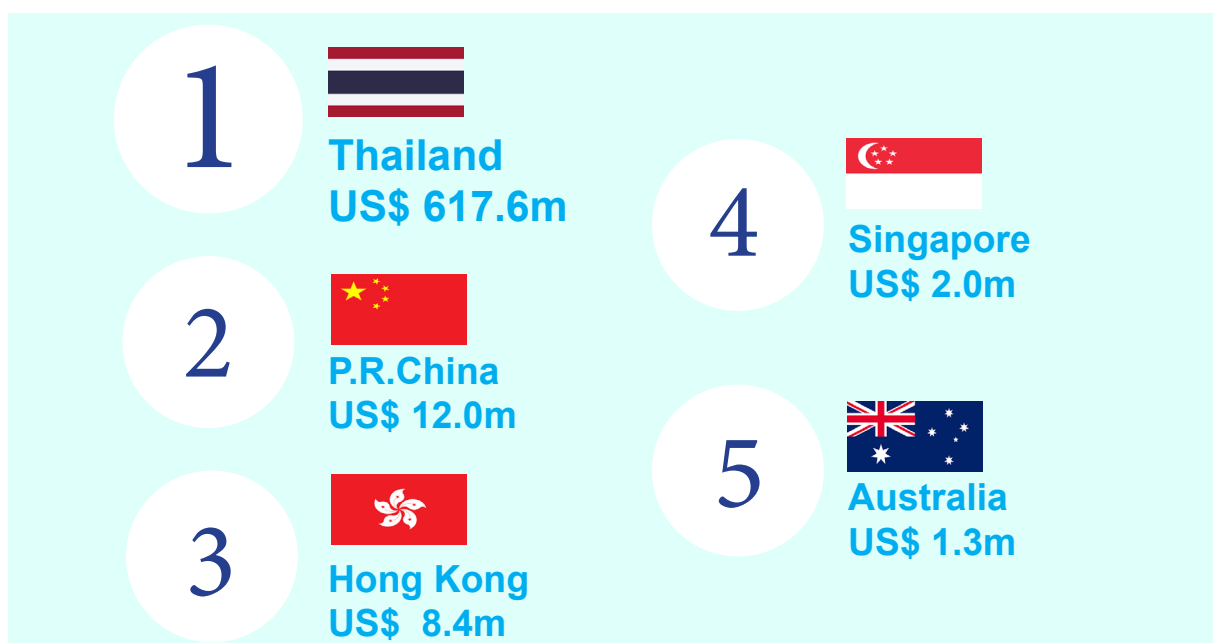 1
Thailand
US$ 617.6m
2
P.R.China
US$ 12.0m
3
Hong Kong
US$  8.4m
4
Singapore
US$ 2.0m
5
Australia
US$ 1.3m